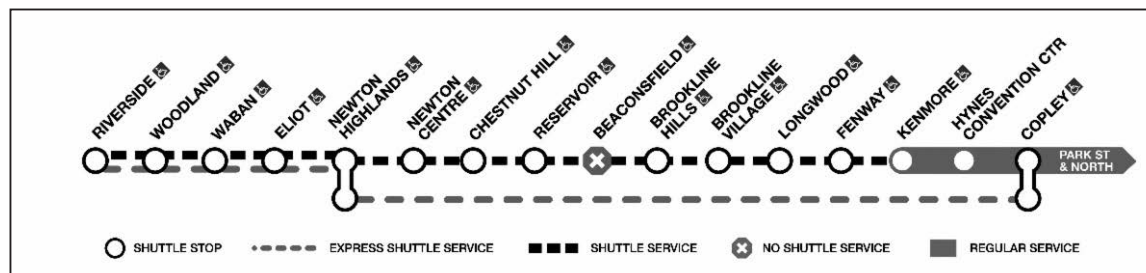 RIVERSIDE
WOODLAND
WABAN
ELIOT
NEWTON
HIGHLANDS
NEWTON
CENTRE
CHESTNUT HILL
RESERVOIR
BEACONSFIELD
BROOKLINE
HILLS
BROOKLINE
VILLAGE
LONGWOOD
FENWAY
KENMORE
HYNES
CONVENTION CTR
COPLEY
PARK ST
& NORTH
SHUTTLE STOP
EXPRESS SHUTTLE SERVICE
SHUTTLE SERVICE
NO SHUTTLE SERVICE
REGULAR SERVICE